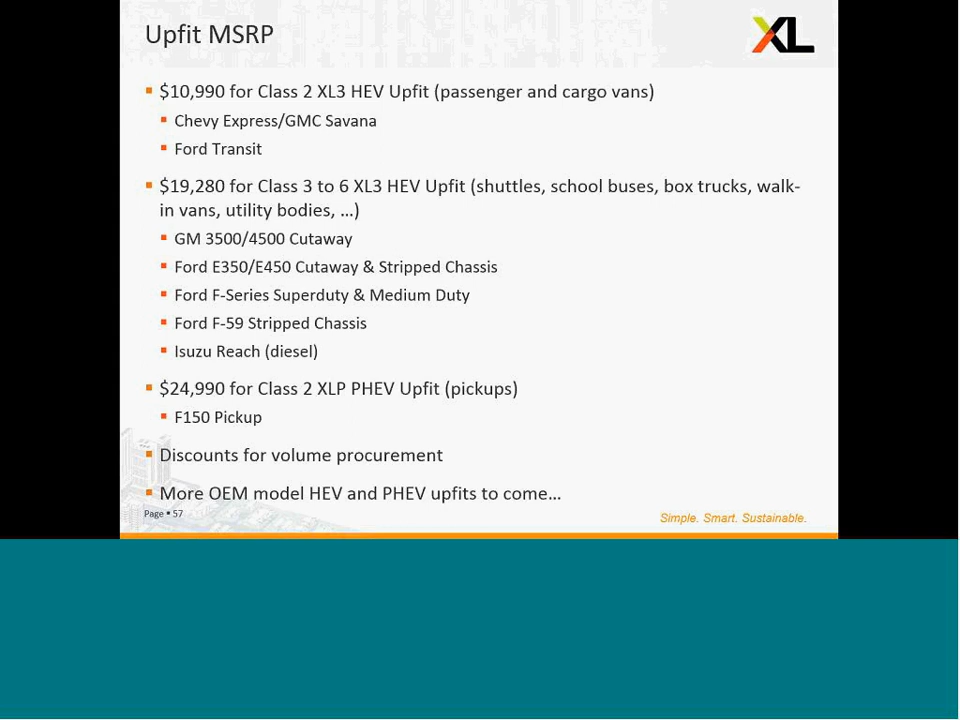 Upfit MSRP
XL
$10,990 for Class 2 XL3 HEV Upfit (passenger and cargo vans)
Chevy Express/GMC Savana
Ford Transit
$19,280 for Class 3 to 6 XL3 HEV Upfit (shuttles, school buses, box trucks, walk-
in vans, utility bodies, …)
GM 3500/4500 Cutaway
Ford E350/E450 Cutaway & Stripped Chassis
Ford F-Series Superduty & Medium Duty
Ford F-59 Stripped Chassis
Isuzu Reach (diesel)
$24,990 for Class 2 XLP PHEV Upfit (pickups)
F150 Pickup
Discounts for volume procurement
More OEM model HEV and PHEV upfits to come…
Page ▪ 57
Simple. Smart. Sustainable.